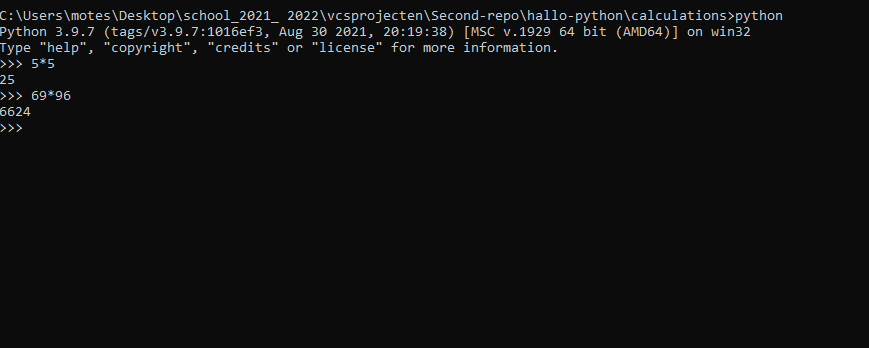 C:\Users\motes\Desktop\school_2021_ 2022\vcsprojecten\Second-repo\hallo-python\calculations>python
Python 3.9.7 (tags/v3.9.7:1016ef3, Aug 30 2021, 20:19:38) [MSC v.1929 64 bit (AMD64)] on win32
Type "help", "copyright", "credits" or "license" for more information.
>>> 5*5
25
>>> 69*96
6624
>>>